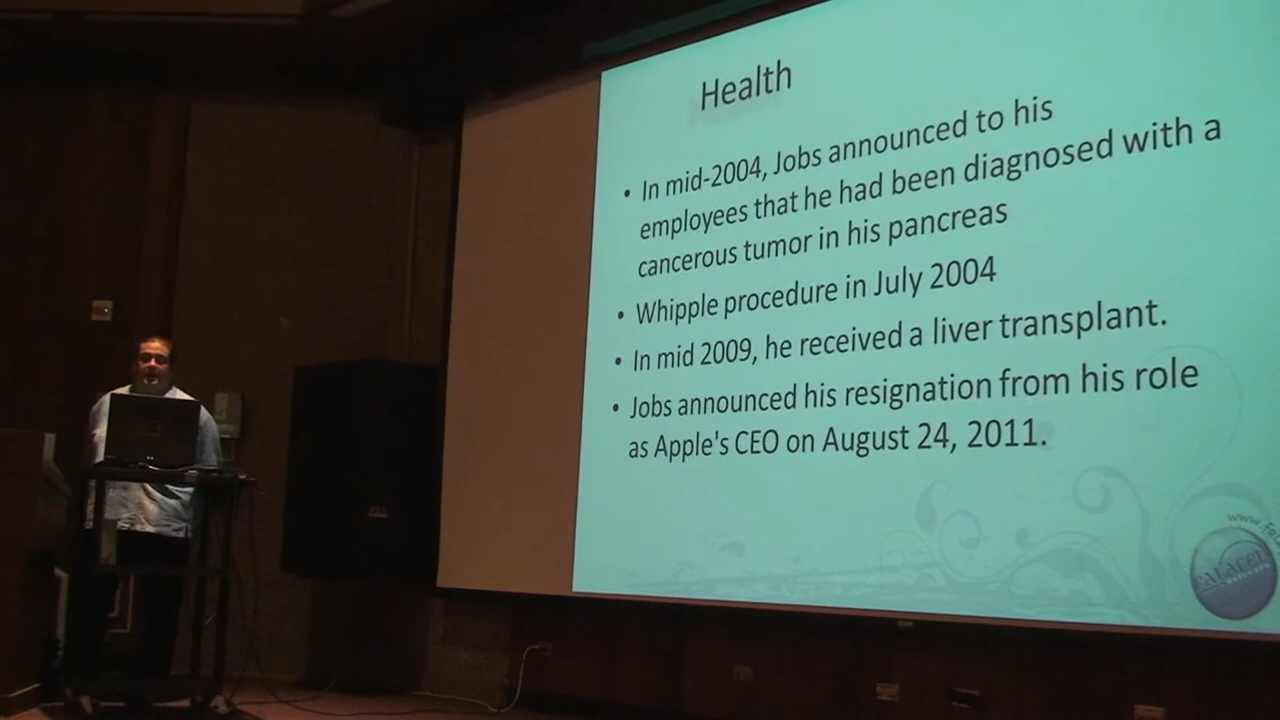 Health
• In mid-2004, Jobs announced to his
employees that he had been diagnosed with a
cancerous tumor in his pancreas
• Whipple procedure in July 2004
• In mid 2009, he received a liver transplant.
• Jobs announced his resignation from his role
as Apple's CEO on August 24, 2011.